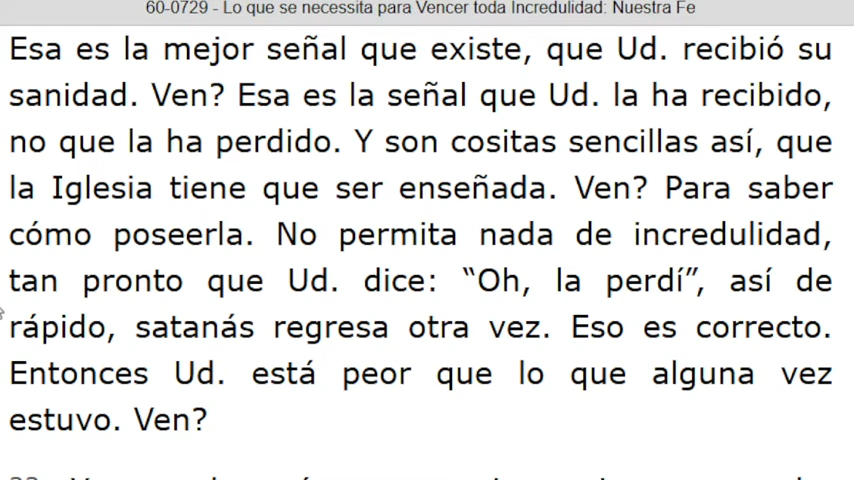 60-0729 - Lo que se necessita para Vencer toda Incredulidad: Nuestra Fe
Esa es la mejor señal que existe, que Ud. recibió su
sanidad. Ven? Esa es la señal que Ud. la ha recibido,
no que la ha perdido. Y son cositas sencillas así, que
la Iglesia tiene que ser enseñada. Ven? Para saber
cómo poseerla. No permita nada de incredulidad,
tan pronto que Ud. dice: “Oh, la perdí”, así de
rápido, satanás regresa otra vez. Eso es correcto.
Entonces Ud. está peor que lo que alguna vez
estuvo. Ven?